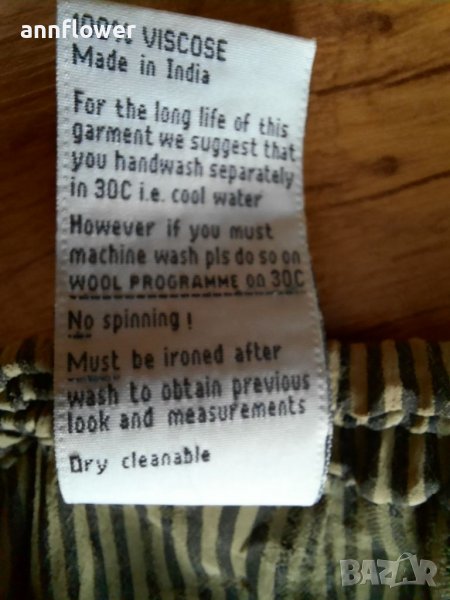 annflower
100% VISCOSE
Made in India
For the long life of this
garment we suggest that
you handwash separately
in 30C i.e. cool water
However if you must
machine wash pls do so on
WOOL PROGRAMME on 30C
No spinning !
Must be ironed after
wash to obtain previous
look and measurements
Dry cleanable
BAZAR